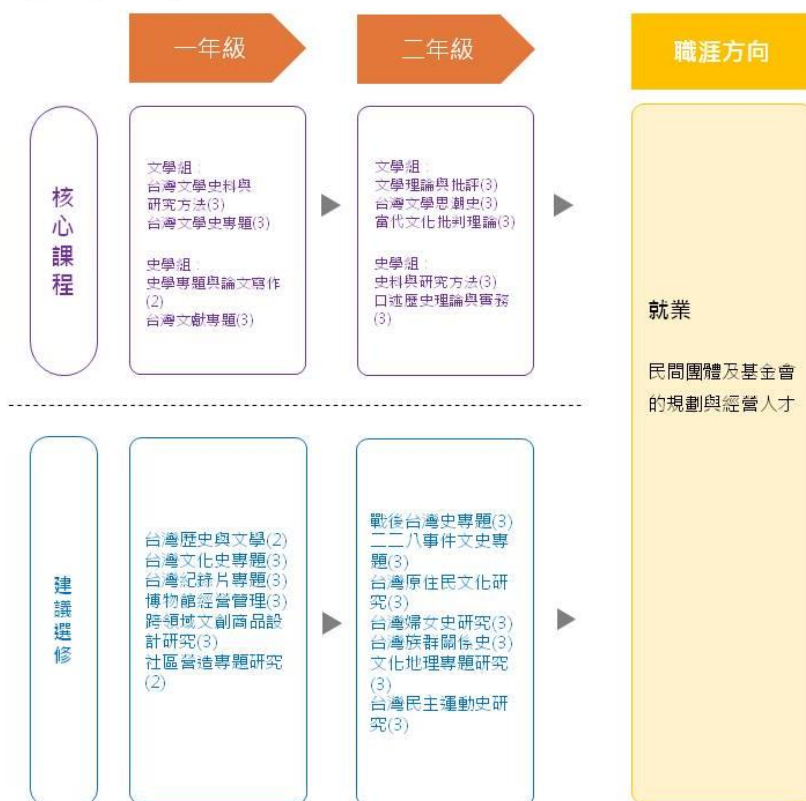 一年級
二年級
職涯方向
核
心
課
程
文學組:
台灣文學史料與
研究方法(3)
台灣文學史專題(3)
史學組:
史學專題與論文寫作
(2)
台灣文獻專題(3)
文學組:
文學理論與批評(3)
台灣文學思潮史(3)
當代文化批判理論(3)
史學組:
史料與研究方法(3)
口述歷史理論與實務
(3)
就業
民間團體及基金會
的規劃與經營人才
建
議
選
修
台灣歷史與文學(2)
台灣文化史專題(3)
台灣紀錄片專題(3)
博物館經營管理(3)
跨領域文創商品設
計研究(3)
社區營造專題研究
(2)
戰後台灣史專題(3)
二二八事件文史專
題(3)
台灣原住民文化研
究(3)
台灣婦女史研究(3)
台灣族群關係史(3)
文化地理專題研究
(3)
台灣民主運動史研
究(3)